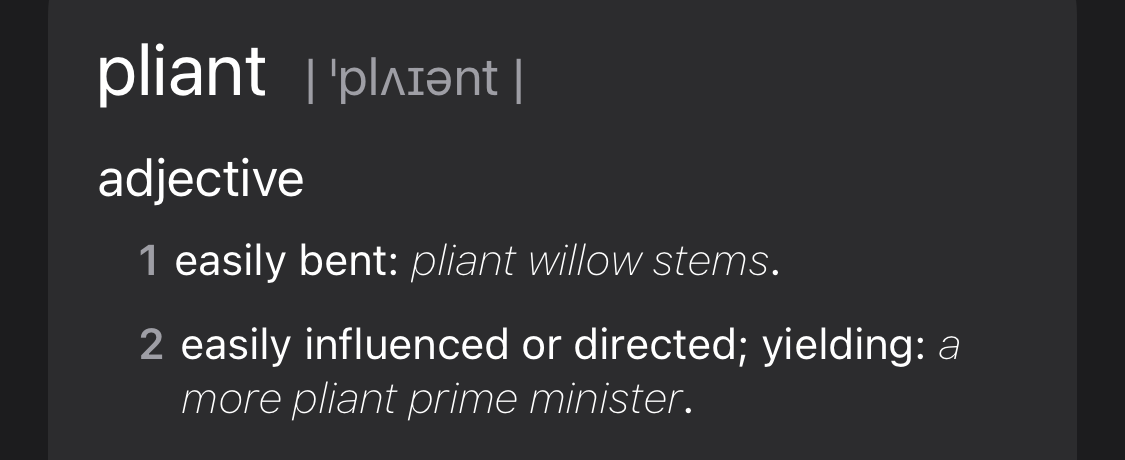 pliant | ˈplʌɪənt |
adjective
1 easily bent: pliant willow stems.
2 easily influenced or directed; yielding: a
more pliant prime minister.